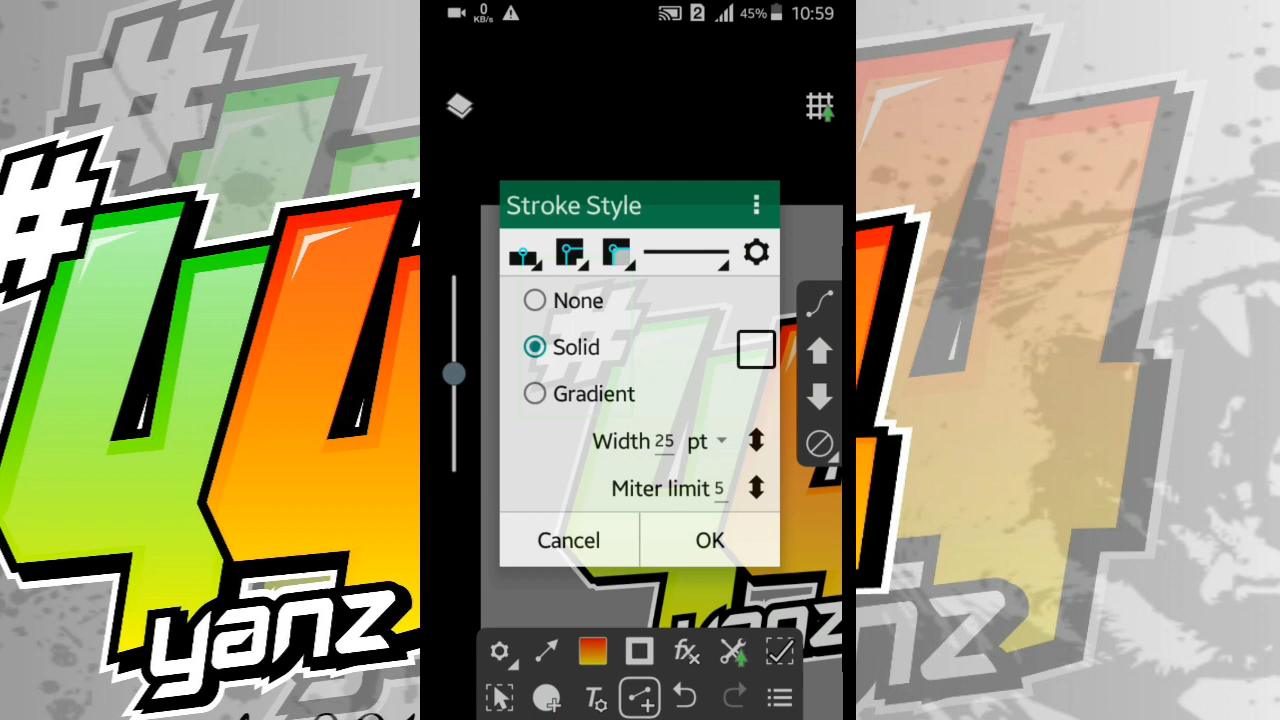 0
KB/s
2
45%
10:59
Stroke Style
None
Solid
Gradient
Width 25 pt
Miter limit 5
Cancel
OK
fx
T
#44
yanz